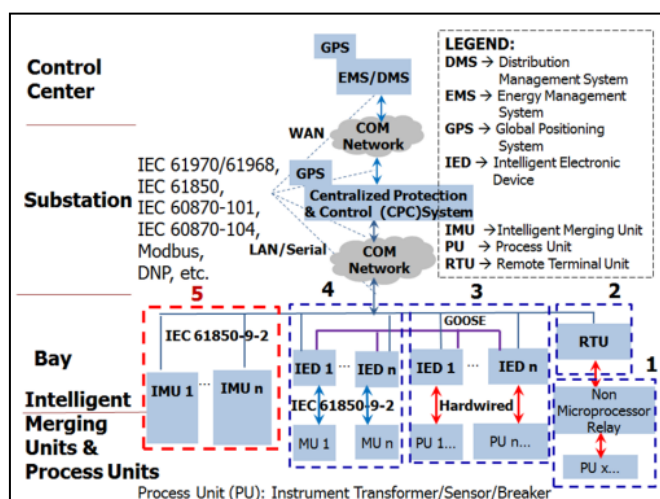 GPS
Control
Center
EMS/DMS
WAN
COM
Network
LEGEND:
DMS → Distribution
Management System
EMS → Energy Management
System
GPS → Global Positioning
System
IED → Intelligent Electronic
Device
IMU →Intelligent Merging Unit
PU → Process Unit
RTU → Remote Terminal Unit
Substation
IEC 61970/61968,
IEC 61850,
IEC 60870-101,
IEC 60870-104,
Modbus,
DNP, etc.
GPS
Centralized Protection
& Control (CPC)System
LAN/Serial
COM
Network
5
4
3
2
1
Bay
IEC 61850-9-2
IMU 1
...
IMU n
GOOSE
IED 1
...
IED n
IEC 61850-9-2
MU 1
MU n
IED 1
...
IED n
Hardwired
PU 1...
PU n...
RTU
Non
Microprocessor
Relay
PU x...
Intelligent
Merging
Units &
Process Units
Process Unit (PU): Instrument Transformer/Sensor/Breaker